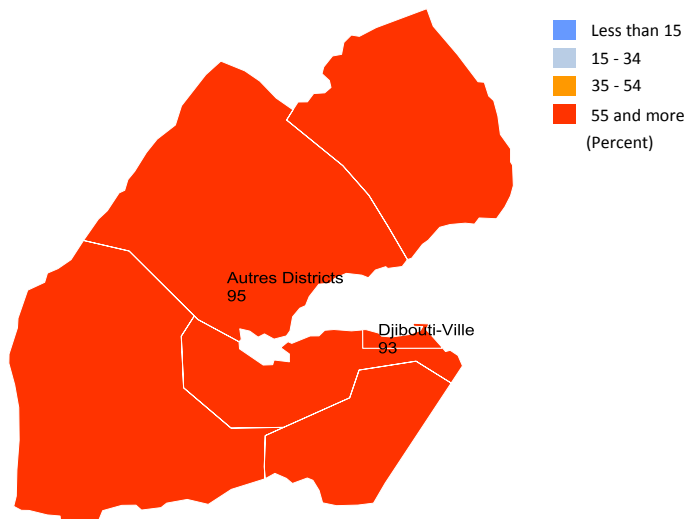 Less than 15
15 - 34
35 - 54
55 and more
(Percent)
Autres Districts
95
Djibouti-Ville
93